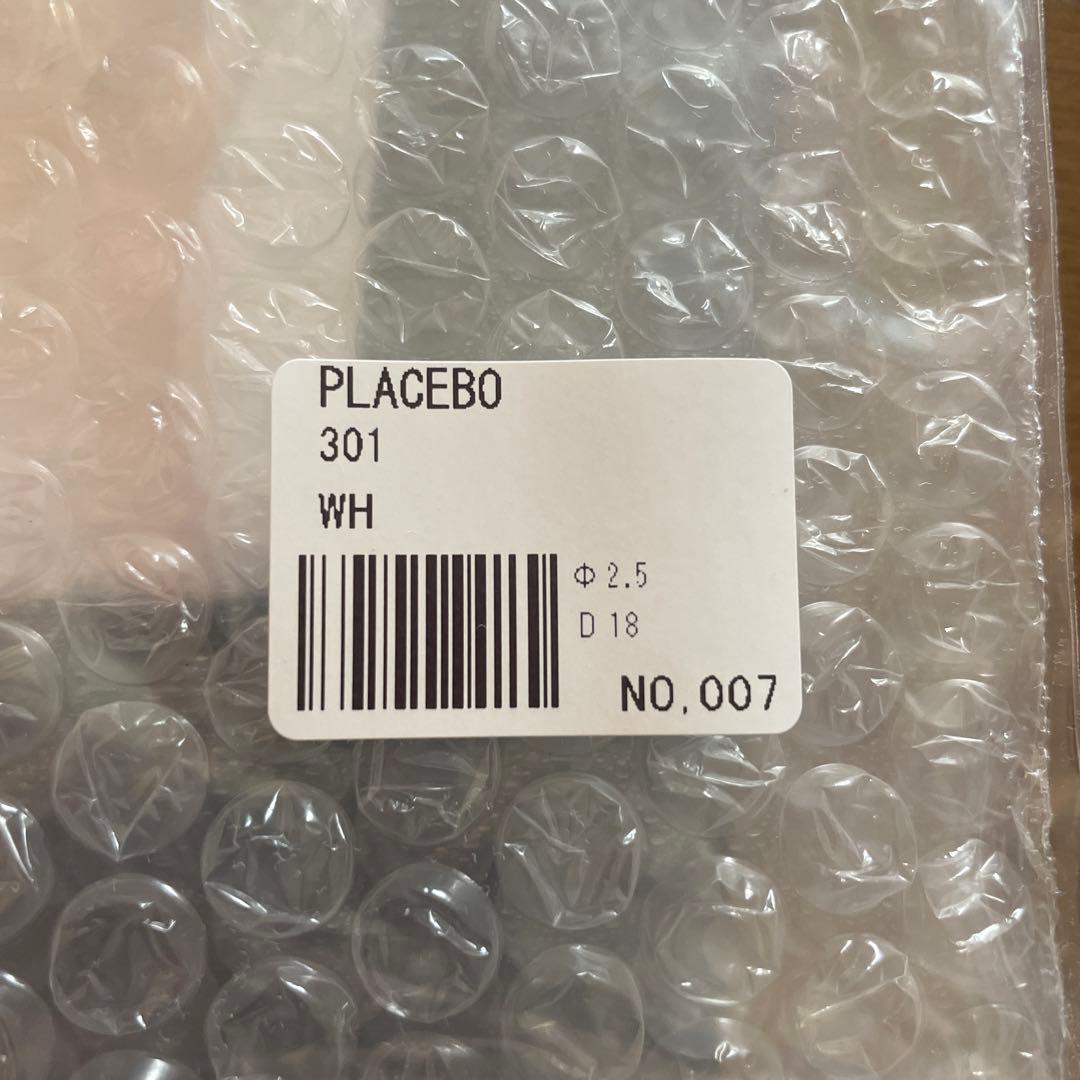 PLACEBO
301
WH
Φ2.5
D18
NO.007